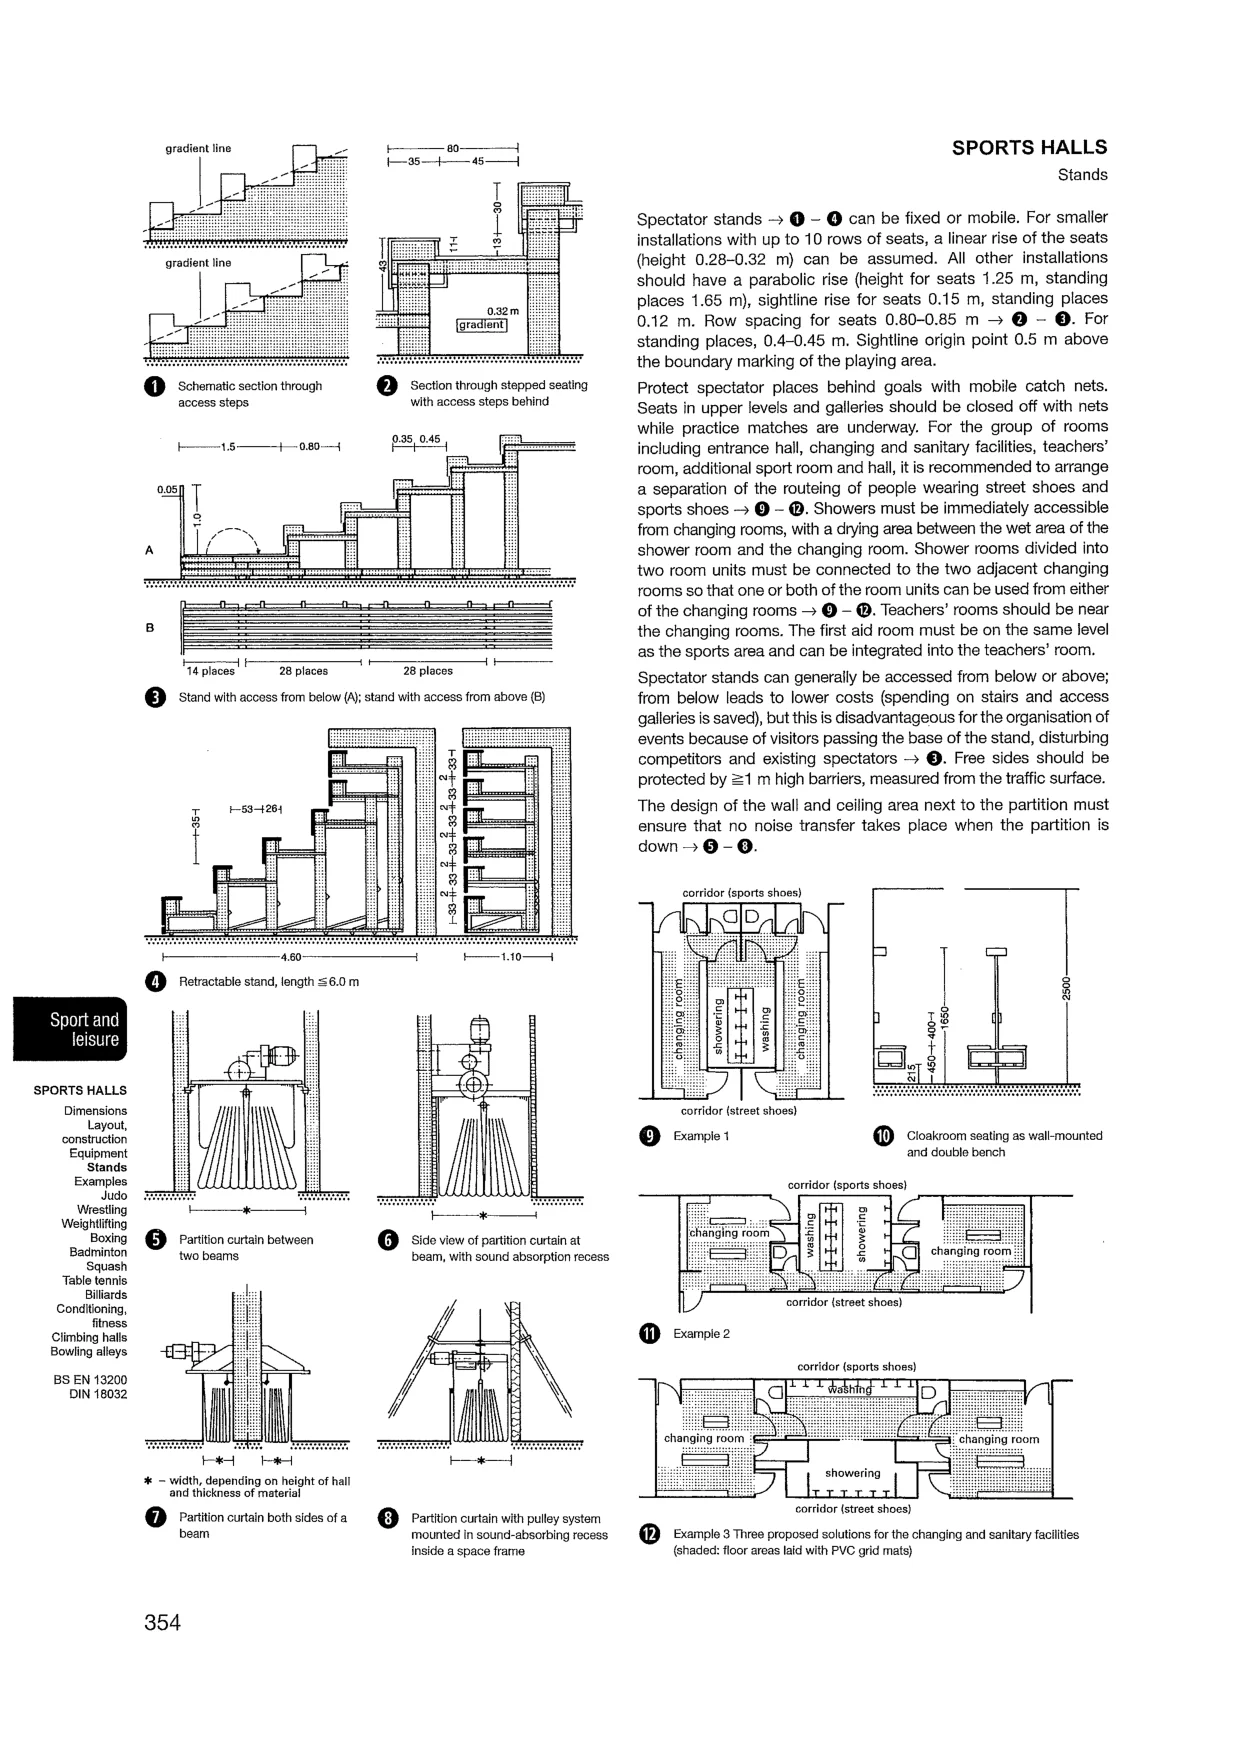 SPORTS HALLS
Stands
gradient line
gradient line
❶ Schematic section through
access steps
80
35 45
30
13
11
43
0.32 m
gradient
❷ Section through stepped seating
with access steps behind
1.5 0.80
0.35 0.45
0.05
1.0
A
B
14 places 28 places 28 places
❸ Stand with access from below (A); stand with access from above (B)
53 26
35
33
2
33
2
33
2
33
2
33
2
33
4.60 1.10
❹ Retractable stand, length ≦6.0 m
*
❺ Partition curtain between
two beams
*
❻ Side view of partition curtain at
beam, with sound absorption recess
* *
* – width, depending on height of hall
and thickness of material
❼ Partition curtain both sides of a
beam
*
❽ Partition curtain with pulley system
mounted in sound-absorbing recess
inside a space frame
Spectator stands → ❶ – ❹ can be fixed or mobile. For smaller
installations with up to 10 rows of seats, a linear rise of the seats
(height 0.28–0.32 m) can be assumed. All other installations
should have a parabolic rise (height for seats 1.25 m, standing
places 1.65 m), sightline rise for seats 0.15 m, standing places
0.12 m. Row spacing for seats 0.80–0.85 m → ❷ – ❸. For
standing places, 0.4–0.45 m. Sightline origin point 0.5 m above
the boundary marking of the playing area.
Protect spectator places behind goals with mobile catch nets.
Seats in upper levels and galleries should be closed off with nets
while practice matches are underway. For the group of rooms
including entrance hall, changing and sanitary facilities, teachers'
room, additional sport room and hall, it is recommended to arrange
a separation of the routeing of people wearing street shoes and
sports shoes → ❾ – ⓬. Showers must be immediately accessible
from changing rooms, with a drying area between the wet area of the
shower room and the changing room. Shower rooms divided into
two room units must be connected to the two adjacent changing
rooms so that one or both of the room units can be used from either
of the changing rooms → ❾ – ⓬. Teachers' rooms should be near
the changing rooms. The first aid room must be on the same level
as the sports area and can be integrated into the teachers' room.
Spectator stands can generally be accessed from below or above;
from below leads to lower costs (spending on stairs and access
galleries is saved), but this is disadvantageous for the organisation of
events because of visitors passing the base of the stand, disturbing
competitors and existing spectators → ❸. Free sides should be
protected by ≧1 m high barriers, measured from the traffic surface.
The design of the wall and ceiling area next to the partition must
ensure that no noise transfer takes place when the partition is
down → ❺ – ❽.
corridor (sports shoes)
changing room
showering
washing
changing room
corridor (street shoes)
❾ Example 1
2500
1650
400
450
215
❿ Cloakroom seating as wall-mounted
and double bench
corridor (sports shoes)
changing room
washing
showering
changing room
corridor (street shoes)
⓫ Example 2
corridor (sports shoes)
washing
changing room
changing room
showering
corridor (street shoes)
⓬ Example 3 Three proposed solutions for the changing and sanitary facilities
(shaded: floor areas laid with PVC grid mats)
Sport and
leisure
SPORTS HALLS
Dimensions
Layout,
construction
Equipment
Stands
Examples
Judo
Wrestling
Weightlifting
Boxing
Badminton
Squash
Table tennis
Billiards
Conditioning,
fitness
Climbing halls
Bowling alleys
BS EN 13200
DIN 18032
354